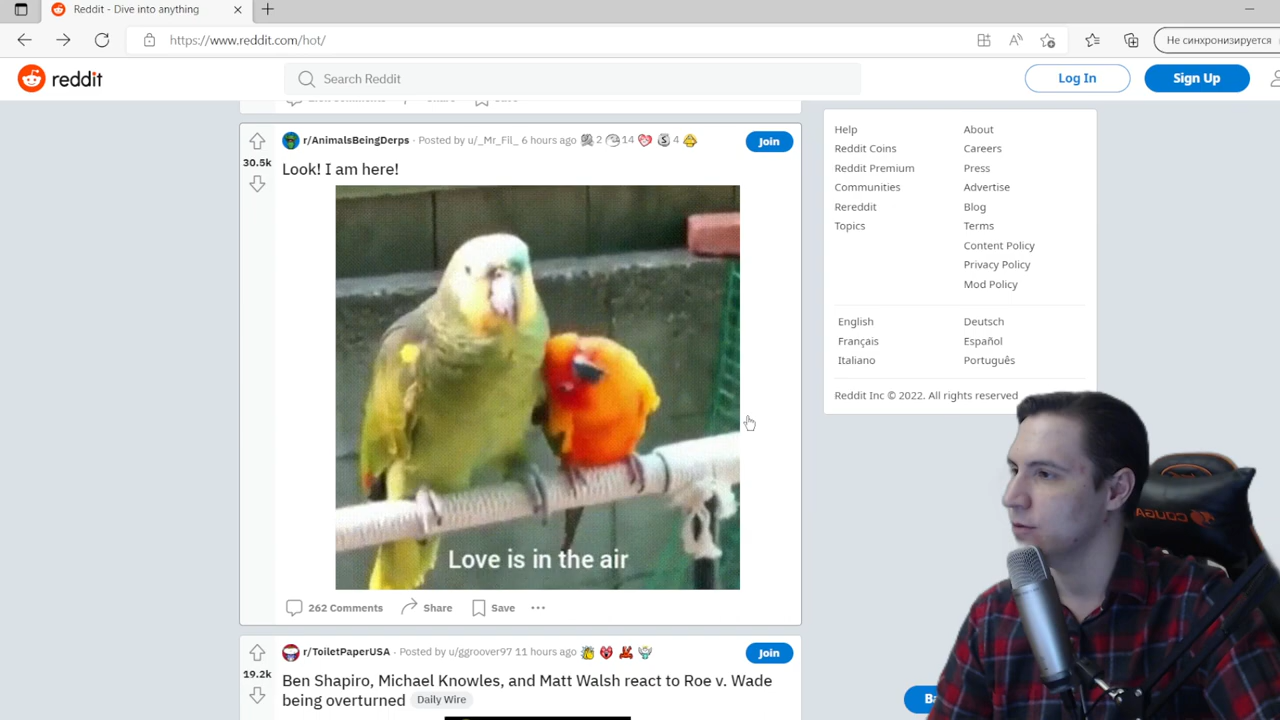 Reddit - Dive into anything
https://www.reddit.com/hot/
Не синхронизируется
reddit
Search Reddit
Log In
Sign Up
r/AnimalsBeingDerps · Posted by u/_Mr_Fil_ 6 hours ago 2 14 4
Join
30.5k
Look! I am here!
Love is in the air
262 Comments
Share
Save
r/ToiletPaperUSA · Posted by u/ggroover97 11 hours ago
Join
19.2k
Ben Shapiro, Michael Knowles, and Matt Walsh react to Roe v. Wade
being overturned Daily Wire
Help
About
Reddit Coins
Careers
Reddit Premium
Press
Communities
Advertise
Rereddit
Blog
Topics
Terms
Content Policy
Privacy Policy
Mod Policy
English
Deutsch
Français
Español
Italiano
Português
Reddit Inc © 2022. All rights reserved
COUGA